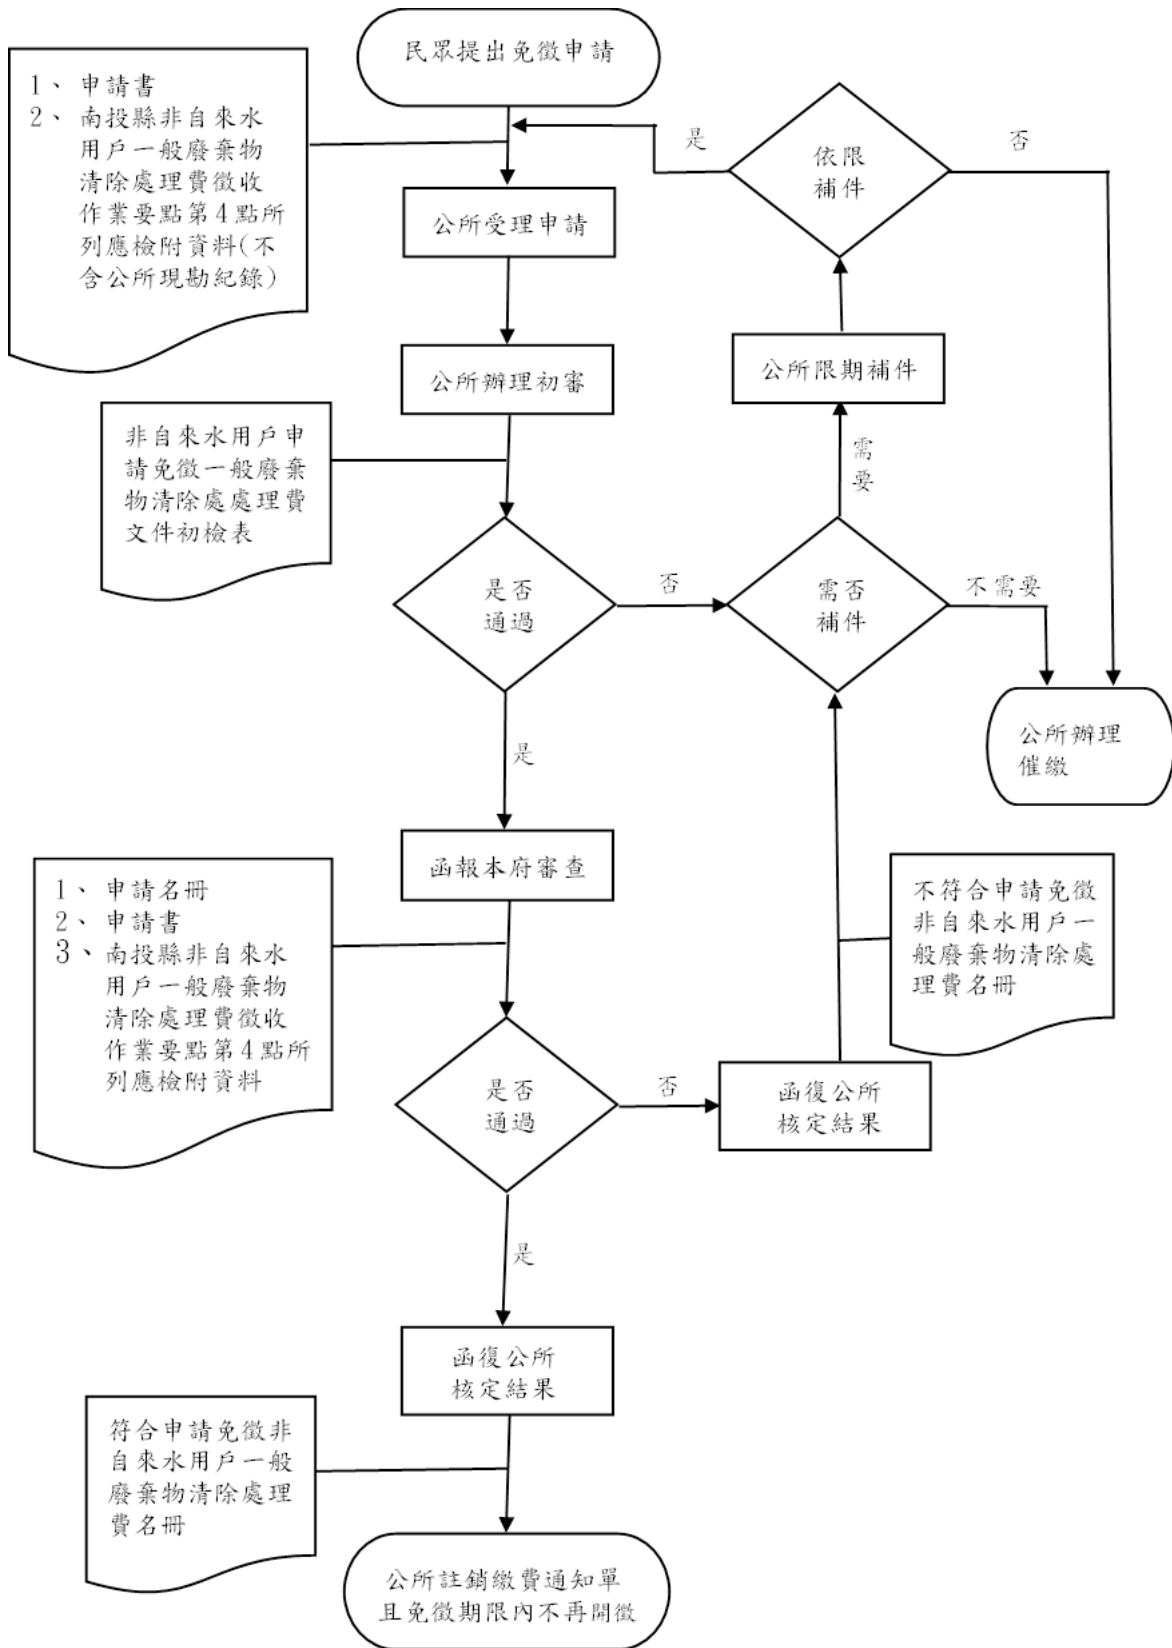 民眾提出免徵申請
1、 申請書
2、 南投縣非自來水
用戶一般廢棄物
清除處理費徵收
作業要點第4點所
列應檢附資料(不
含公所現勘紀錄)
是
依限
補件
否
公所受理申請
公所辦理初審
公所限期補件
非自來水用戶申
請免徵一般廢棄
物清除處處理費
文件初檢表
需
要
是否
通過
否
需否
補件
不需要
是
公所辦理
催繳
函報本府審查
1、 申請名冊
2、 申請書
3、 南投縣非自來水
用戶一般廢棄物
清除處理費徵收
作業要點第4點所
列應檢附資料
不符合申請免徵
非自來水用戶一
般廢棄物清除處
理費名冊
是否
通過
否
函復公所
核定結果
是
函復公所
核定結果
符合申請免徵非
自來水用戶一般
廢棄物清除處理
費名冊
公所註銷繳費通知單
且免徵期限內不再開徵